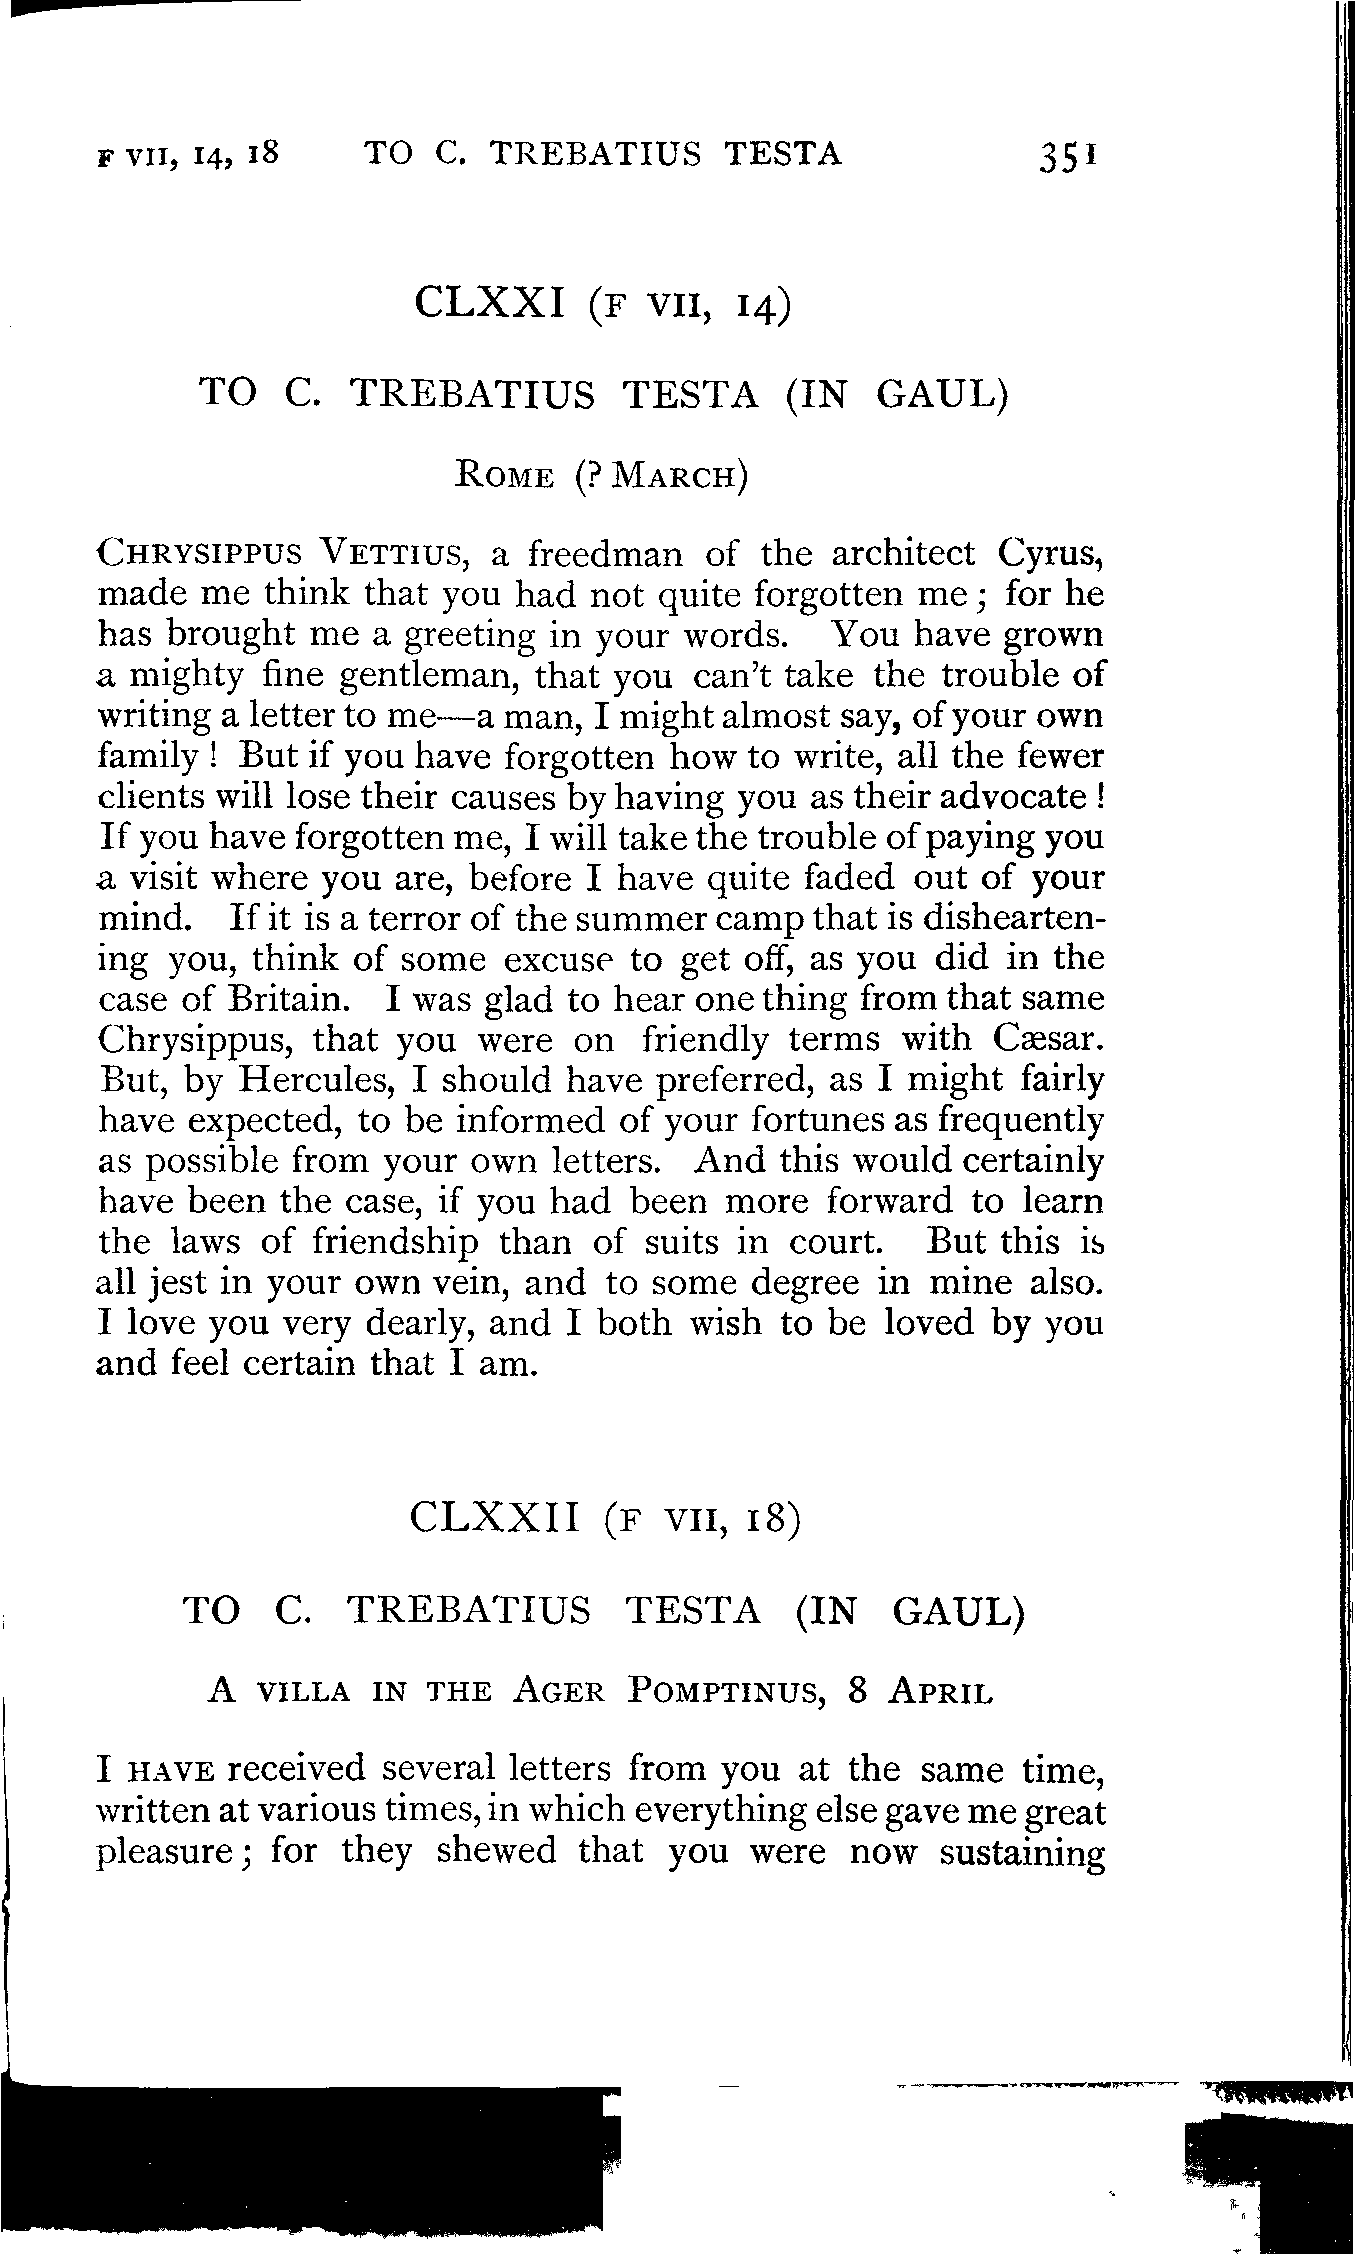 F VII, 14, 18 TO C. TREBATIUS TESTA 351
CLXXI (F VII, 14)
TO C. TREBATIUS TESTA (IN GAUL)
ROME (? MARCH)
CHRYSIPPUS VETTIUS, a freedman of the architect Cyrus,
made me think that you had not quite forgotten me; for he
has brought me a greeting in your words. You have grown
a mighty fine gentleman, that you can't take the trouble of
writing a letter to me—a man, I might almost say, of your own
family! But if you have forgotten how to write, all the fewer
clients will lose their causes by having you as their advocate!
If you have forgotten me, I will take the trouble of paying you
a visit where you are, before I have quite faded out of your
mind. If it is a terror of the summer camp that is dishearten-
ing you, think of some excuse to get off, as you did in the
case of Britain. I was glad to hear one thing from that same
Chrysippus, that you were on friendly terms with Cæsar.
But, by Hercules, I should have preferred, as I might fairly
have expected, to be informed of your fortunes as frequently
as possible from your own letters. And this would certainly
have been the case, if you had been more forward to learn
the laws of friendship than of suits in court. But this is
all jest in your own vein, and to some degree in mine also.
I love you very dearly, and I both wish to be loved by you
and feel certain that I am.
CLXXII (F VII, 18)
TO C. TREBATIUS TESTA (IN GAUL)
A VILLA IN THE AGER POMPTINUS, 8 APRIL
I HAVE received several letters from you at the same time,
written at various times, in which everything else gave me great
pleasure; for they shewed that you were now sustaining